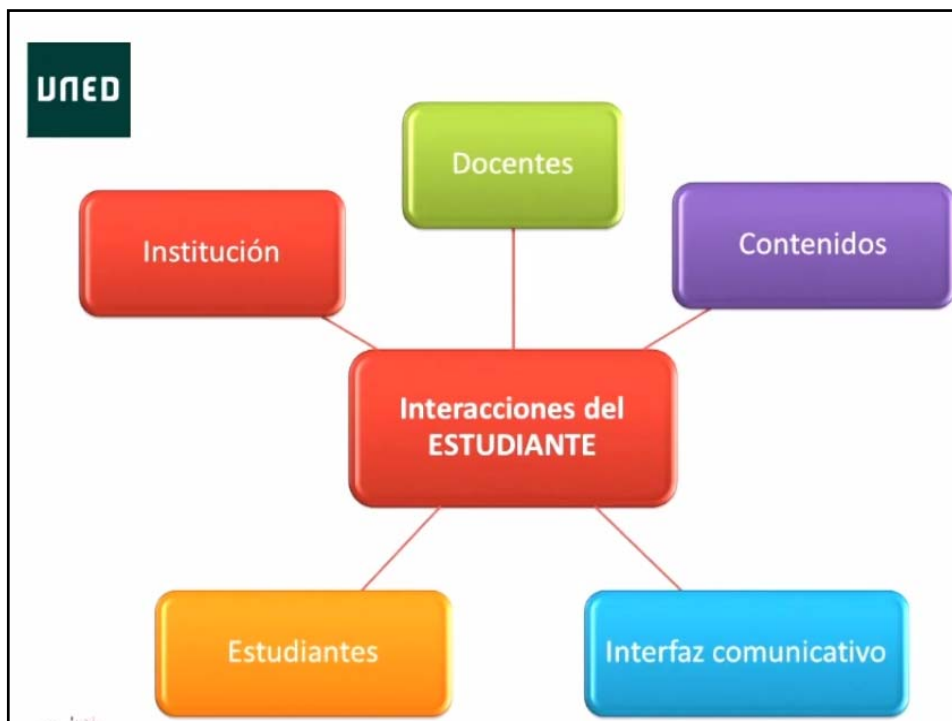 UNED
Docentes
Institución
Contenidos
Interacciones del
ESTUDIANTE
Estudiantes
Interfaz comunicativo